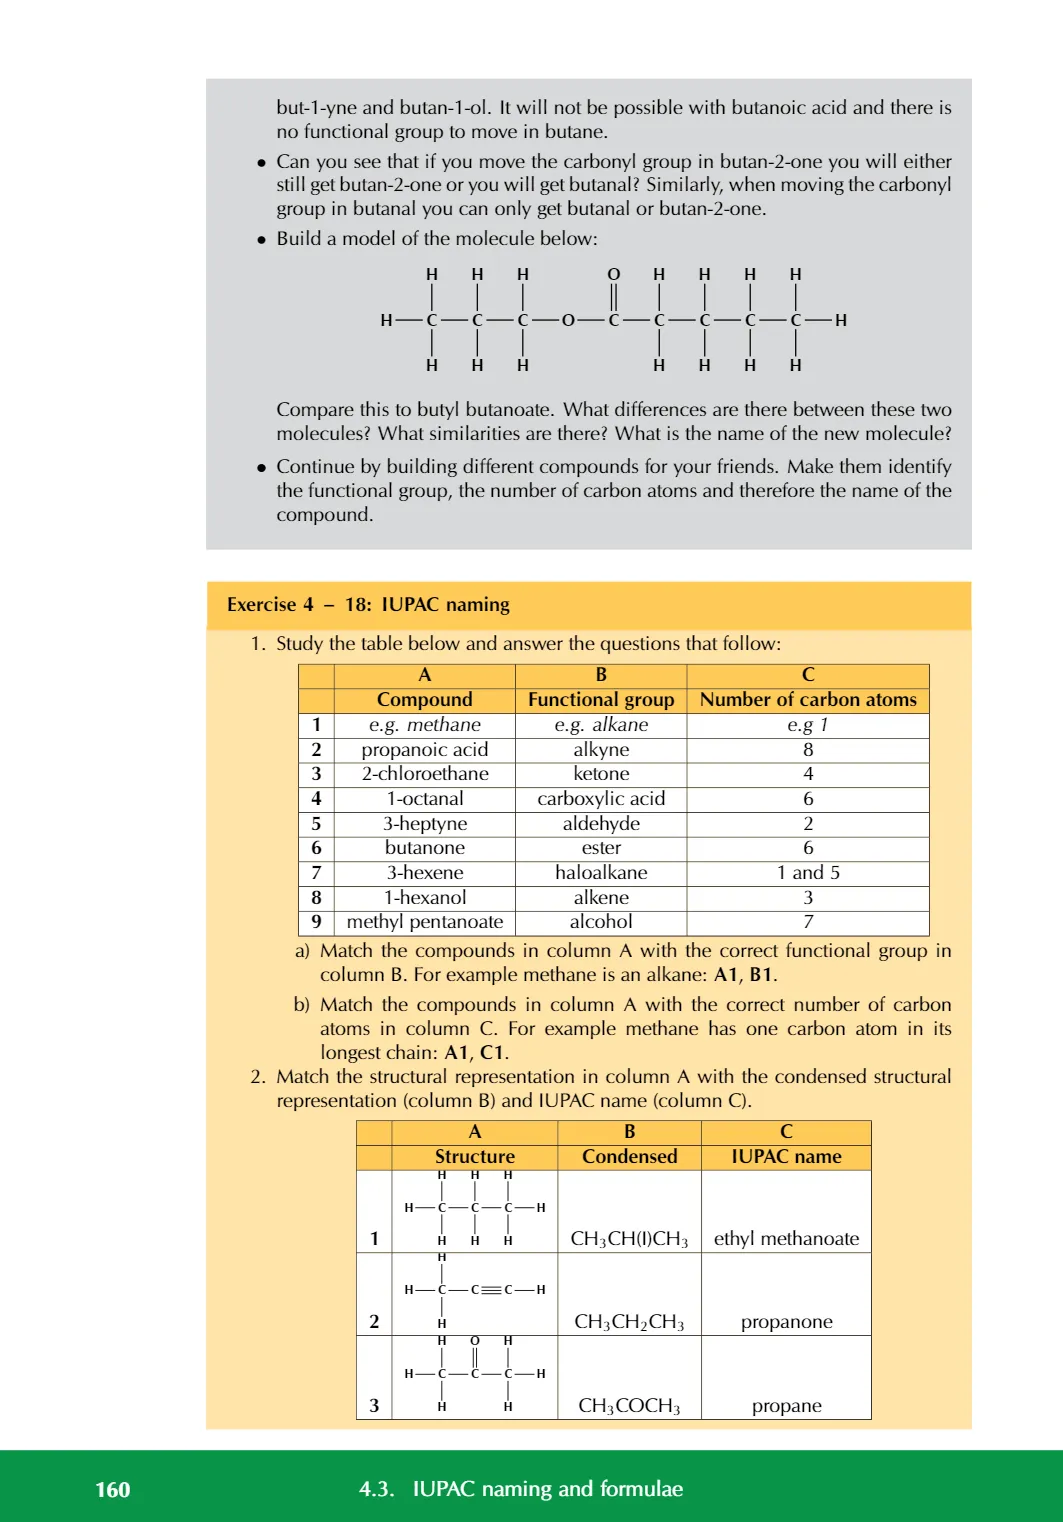 but-1-yne and butan-1-ol. It will not be possible with butanoic acid and there is
no functional group to move in butane.
• Can you see that if you move the carbonyl group in butan-2-one you will either
still get butan-2-one or you will get butanal? Similarly, when moving the carbonyl
group in butanal you can only get butanal or butan-2-one.
• Build a model of the molecule below:
H H H O H H H H
H C C C O C C C C C H
H H H H H H H
Compare this to butyl butanoate. What differences are there between these two
molecules? What similarities are there? What is the name of the new molecule?
• Continue by building different compounds for your friends. Make them identify
the functional group, the number of carbon atoms and therefore the name of the
compound.
Exercise 4 – 18: IUPAC naming
1. Study the table below and answer the questions that follow:
A B C
Compound Functional group Number of carbon atoms
1 e.g. methane e.g. alkane e.g 1
2 propanoic acid alkyne 8
3 2-chloroethane ketone 4
4 1-octanal carboxylic acid 6
5 3-heptyne aldehyde 2
6 butanone ester 6
7 3-hexene haloalkane 1 and 5
8 1-hexanol alkene 3
9 methyl pentanoate alcohol 7
a) Match the compounds in column A with the correct functional group in
column B. For example methane is an alkane: A1, B1.
b) Match the compounds in column A with the correct number of carbon
atoms in column C. For example methane has one carbon atom in its
longest chain: A1, C1.
2. Match the structural representation in column A with the condensed structural
representation (column B) and IUPAC name (column C).
A B C
Structure Condensed IUPAC name
H H H
H C C C H
1 H H H CH₃CH(I)CH₃ ethyl methanoate
H
H C C C H
2 H CH₃CH₂CH₃ propanone
H O H
H C C C H
3 H H CH₃COCH₃ propane
160 4.3. IUPAC naming and formulae